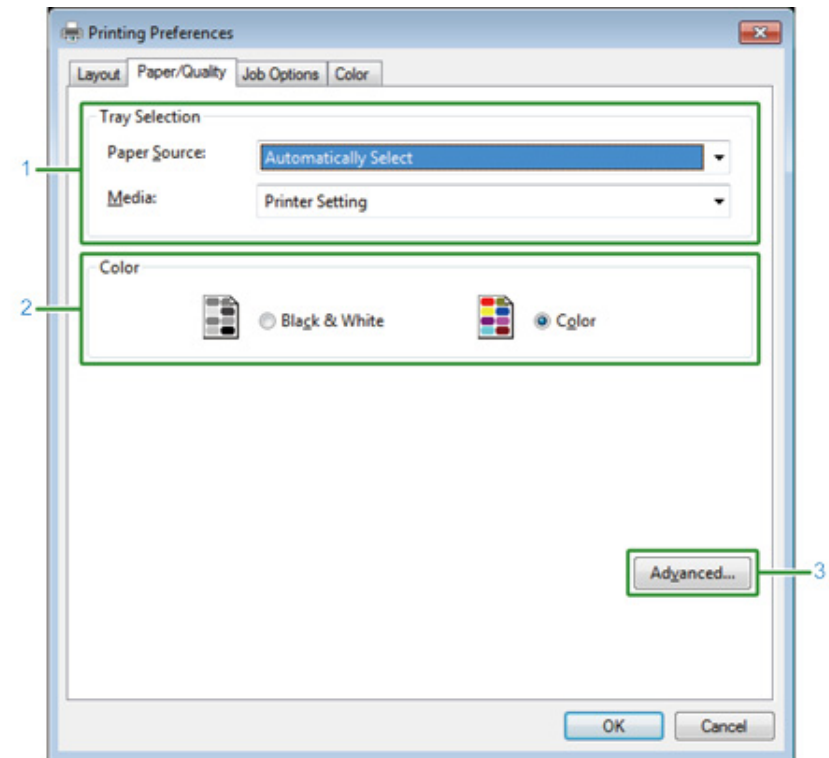 Printing Preferences
Layout Paper/Quality Job Options Color
Tray Selection
1
Paper Source: Automatically Select
Media: Printer Setting
Color
2
Black & White Color
Advanced... 3
OK Cancel